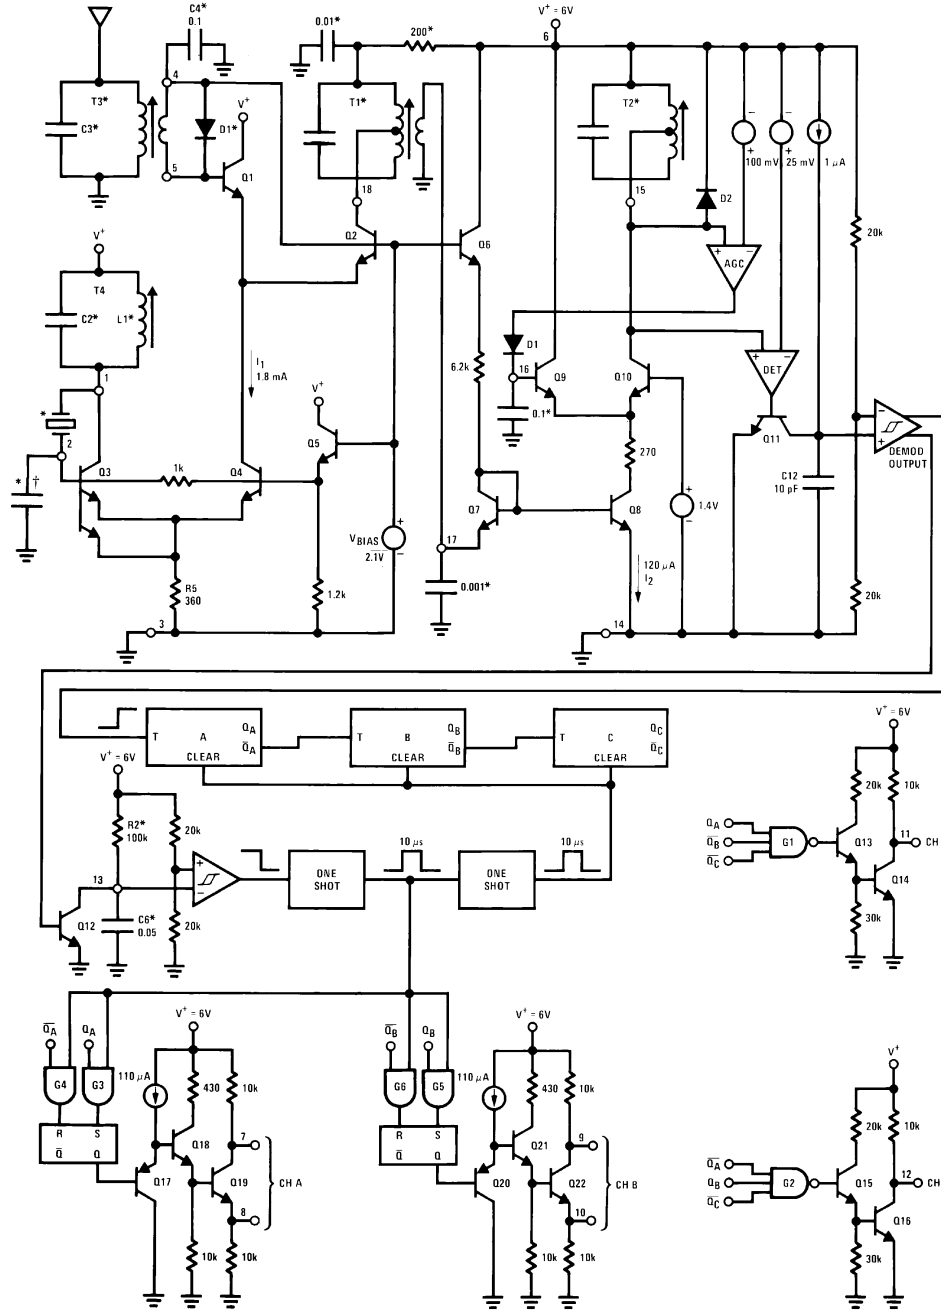 C4*
0.1
0.01*
200*
V+ = 6V
6
4
T3*
C3*
D1*
V+
5
Q1
T1*
18
Q2
Q6
T2*
15
D2
100 mV
25 mV
1 μA
+
−
+
−
AGC
20k
V+
T4
C2*
L1*
1
I1
1.8 mA
*
2
* †
Q3
1k
Q4
V+
Q5
6.2k
D1
16
Q9
0.1*
Q10
270
DET
Q11
C12
10 pF
DEMOD
OUTPUT
Q7
Q8
1.4V
VBIAS
2.1V
17
0.001*
120 μA
I2
R5
360
1.2k
20k
3
14
T
A
QA
Q̅A
CLEAR
T
B
QB
Q̅B
CLEAR
T
C
QC
Q̅C
CLEAR
V+ = 6V
R2*
100k
20k
13
Q12
C6*
0.05
20k
+
−
ONE
SHOT
10 μs
ONE
SHOT
10 μs
V+ = 6V
20k
10k
QA
Q̅B
Q̅C
G1
Q13
11
CH
Q14
30k
Q̅A
QA
G4
G3
R
S
Q̅
Q
110 μA
V+ = 6V
430
10k
Q18
Q17
Q19
7
8
CH A
10k
10k
Q̅B
QB
G6
G5
R
S
Q̅
Q
110 μA
V+ = 6V
430
10k
Q21
Q20
Q22
9
10
CH B
10k
10k
V+
20k
10k
Q̅A
QB
Q̅C
G2
Q15
12
CH
Q16
30k